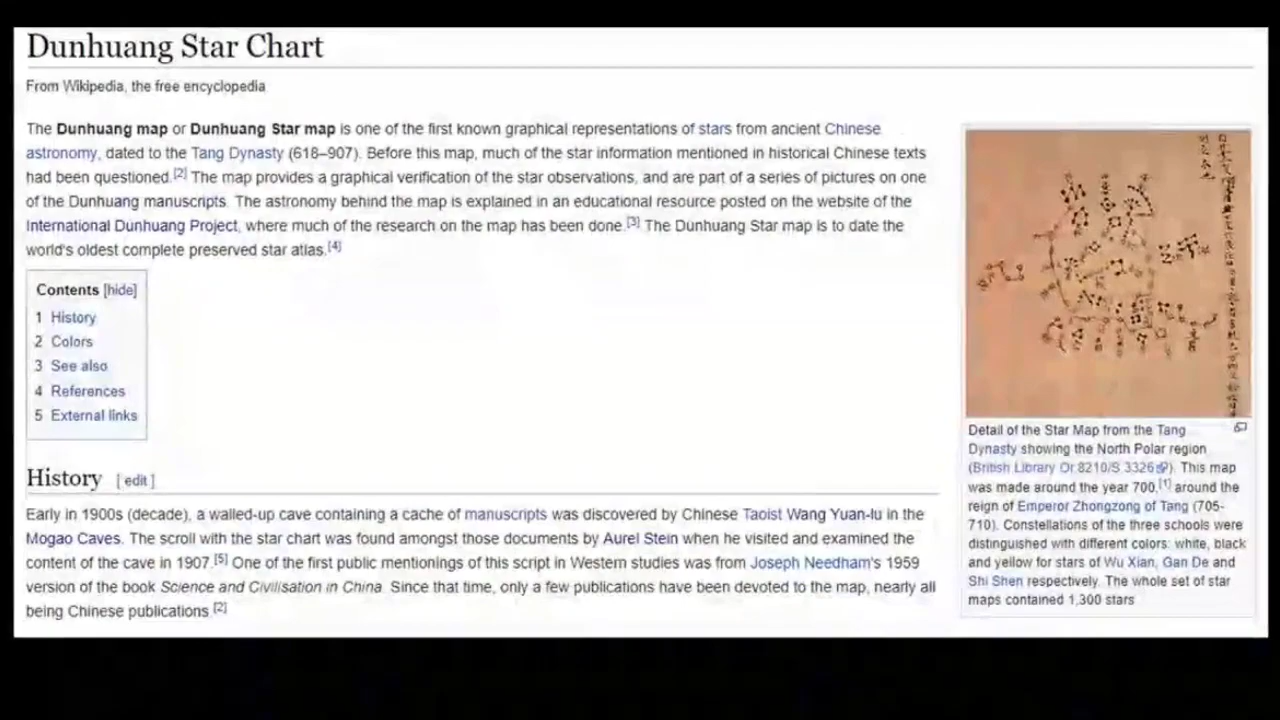 Dunhuang Star Chart
From Wikipedia, the free encyclopedia
The Dunhuang map or Dunhuang Star map is one of the first known graphical representations of stars from ancient Chinese
astronomy, dated to the Tang Dynasty (618–907). Before this map, much of the star information mentioned in historical Chinese texts
had been questioned.[2] The map provides a graphical verification of the star observations, and are part of a series of pictures on one
of the Dunhuang manuscripts. The astronomy behind the map is explained in an educational resource posted on the website of the
International Dunhuang Project, where much of the research on the map has been done.[3] The Dunhuang Star map is to date the
world's oldest complete preserved star atlas.[4]
Contents [hide]
1 History
2 Colors
3 See also
4 References
5 External links
History [ edit ]
Early in 1900s (decade), a walled-up cave containing a cache of manuscripts was discovered by Chinese Taoist Wang Yuan-lu in the
Mogao Caves. The scroll with the star chart was found amongst those documents by Aurel Stein when he visited and examined the
content of the cave in 1907.[5] One of the first public mentionings of this script in Western studies was from Joseph Needham's 1959
version of the book Science and Civilisation in China. Since that time, only a few publications have been devoted to the map, nearly all
being Chinese publications.[2]
Detail of the Star Map from the Tang
Dynasty showing the North Polar region
(British Library Or.8210/S.3326). This map
was made around the year 700,[1] around the
reign of Emperor Zhongzong of Tang (705-
710). Constellations of the three schools were
distinguished with different colors: white, black
and yellow for stars of Wu Xian, Gan De and
Shi Shen respectively. The whole set of star
maps contained 1,300 stars